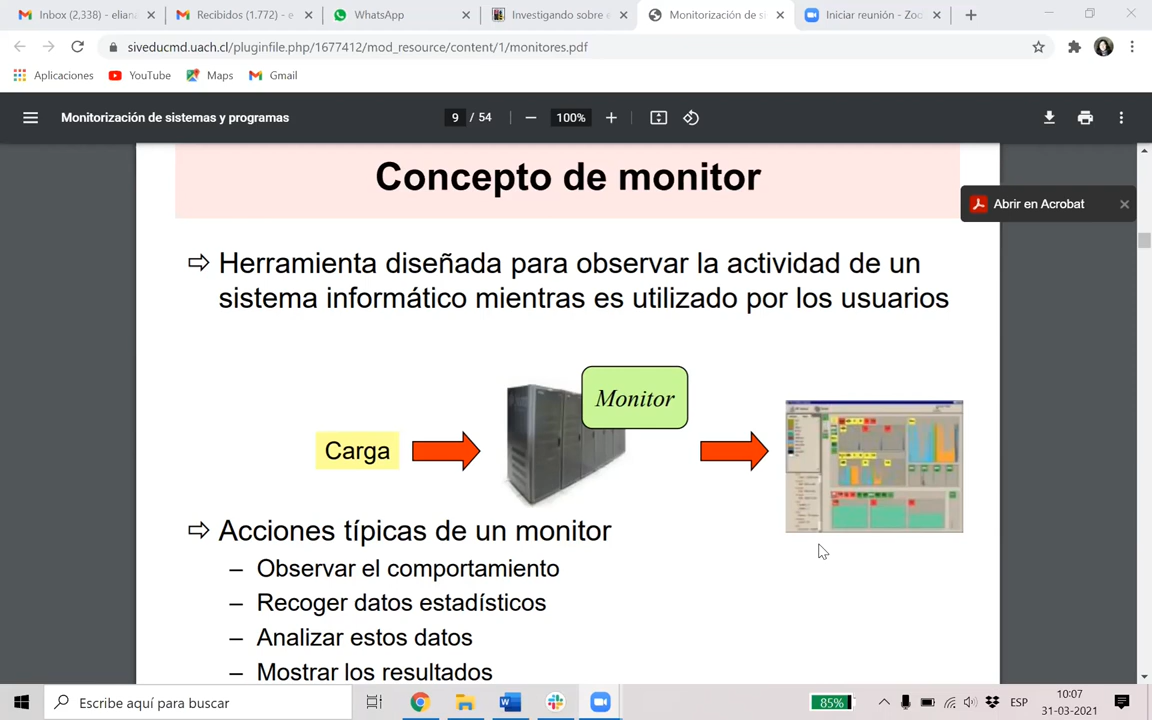 Inbox (2,338) - elian
Recibidos (1.772) - e
WhatsApp
Investigando sobre e
Monitorización de si
Iniciar reunión - Zoo
siveducmd.uach.cl/pluginfile.php/1677412/mod_resource/content/1/monitores.pdf
Aplicaciones
YouTube
Maps
Gmail
Monitorización de sistemas y programas
9 / 54
100%
Abrir en Acrobat
Concepto de monitor
Herramienta diseñada para observar la actividad de un
sistema informático mientras es utilizado por los usuarios
Monitor
Carga
Acciones típicas de un monitor
– Observar el comportamiento
– Recoger datos estadísticos
– Analizar estos datos
– Mostrar los resultados
Escribe aquí para buscar
85%
ESP
10:07
31-03-2021